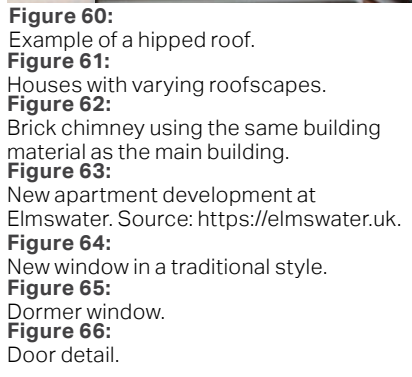 Figure 60:
Example of a hipped roof.
Figure 61:
Houses with varying roofscapes.
Figure 62:
Brick chimney using the same building
material as the main building.
Figure 63:
New apartment development at
Elmswater. Source: https://elmswater.uk.
Figure 64:
New window in a traditional style.
Figure 65:
Dormer window.
Figure 66:
Door detail.